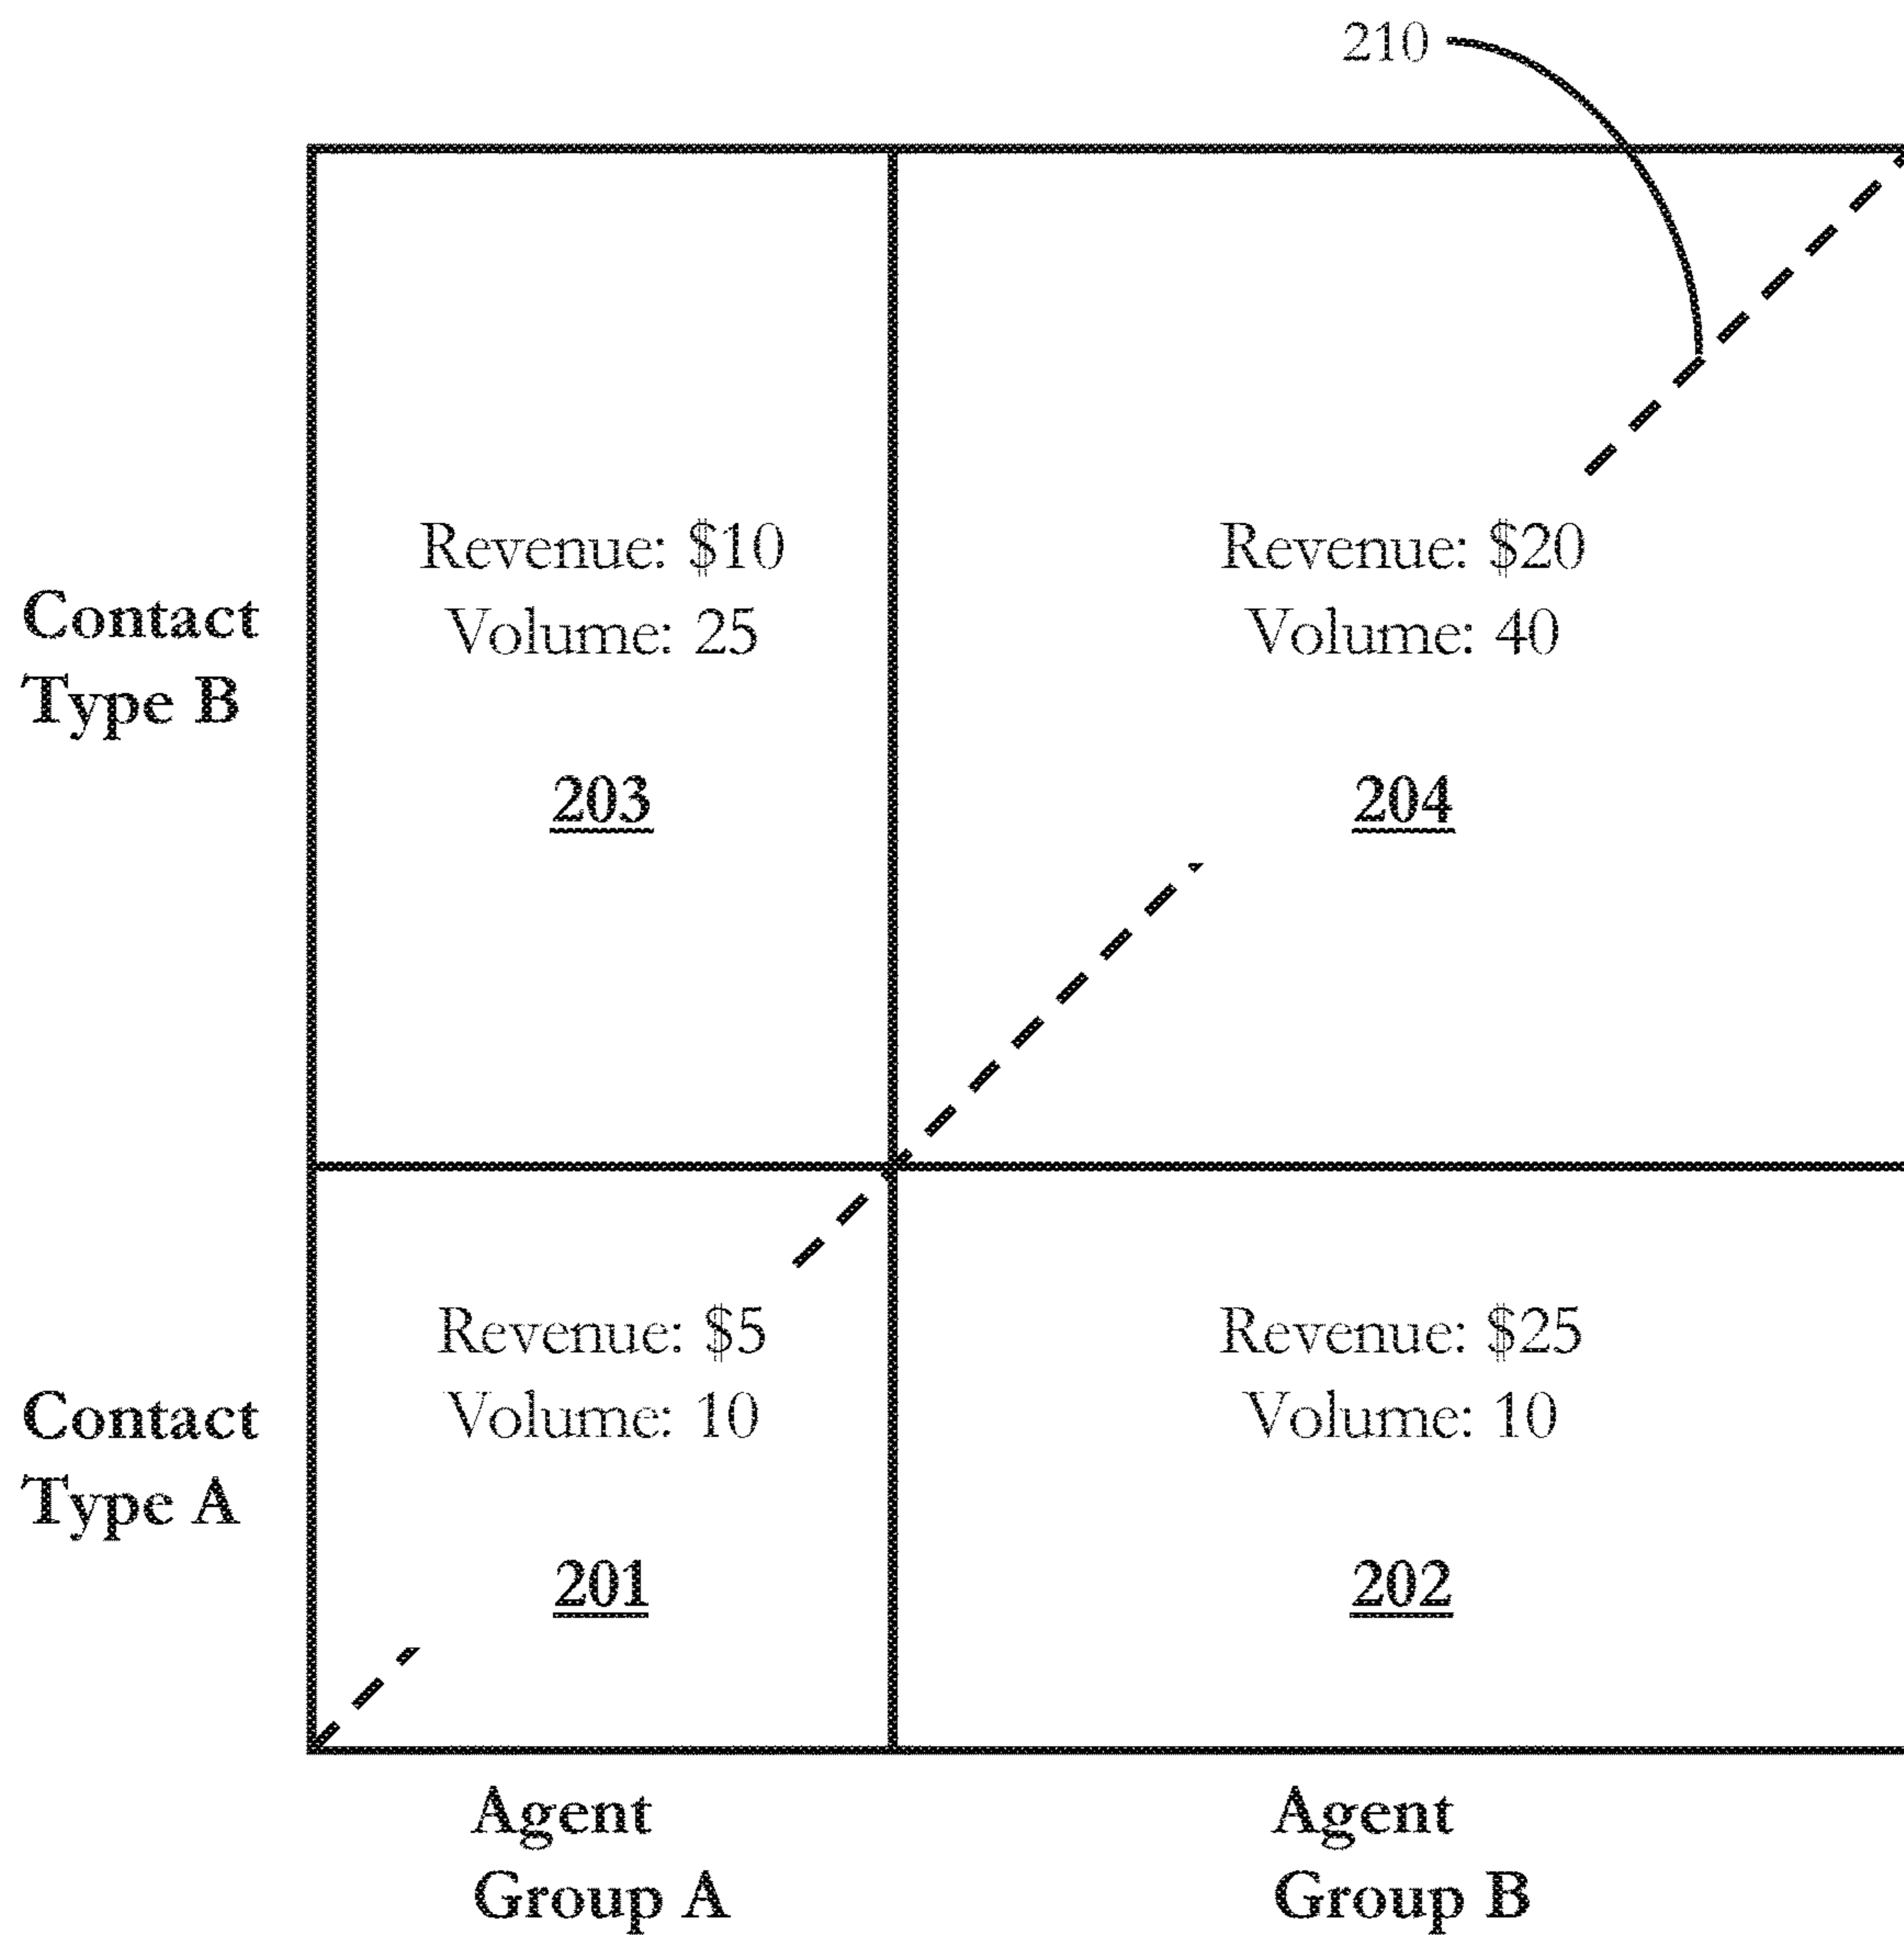 210
Contact
Type B
Revenue: $10
Volume: 25
203
Revenue: $20
Volume: 40
204
Contact
Type A
Revenue: $5
Volume: 10
201
Revenue: $25
Volume: 10
202
Agent
Group A
Agent
Group B